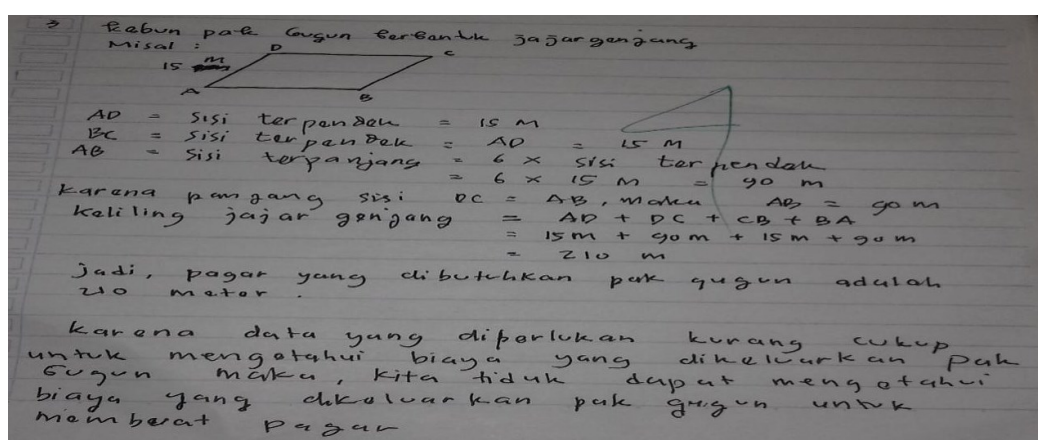 3 Kebun pak Gugun berbentuk jajargenjang
Misal :
D C
15 M
A B
AD = sisi terpendek = 15 M
BC = sisi terpendek = AD = 15 M
AB = sisi terpanjang = 6 × sisi terpendek
= 6 × 15 M = 90 m
Karena panjang sisi DC = AB, maka AB = 90 m
Keliling jajar genjang = AD + DC + CB + BA
= 15 m + 90 m + 15 m + 90 m
= 210 m
jadi, pagar yang dibutuhkan pak gugun adalah
210 meter.
Karena data yang diperlukan kurang cukup
untuk mengetahui biaya yang dikeluarkan pak
Gugun maka, kita tidak dapat mengetahui
biaya yang dikeluarkan pak gugun untuk
memberat pagar